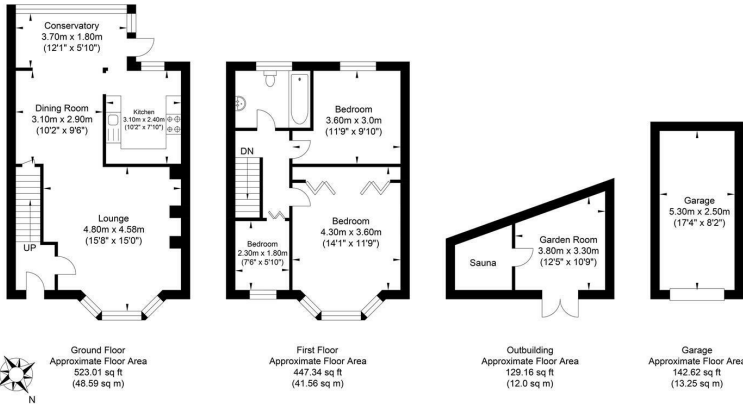 Conservatory
3.70m x 1.80m
(12'1" x 5'10")
Dining Room
3.10m x 2.90m
(10'2" x 9'6")
Kitchen
3.10m x 2.40m
(10'2" x 7'10")
Lounge
4.80m x 4.58m
(15'8" x 15'0")
UP
Ground Floor
Approximate Floor Area
523.01 sq ft
(48.59 sq m)
N
Bedroom
3.60m x 3.0m
(11'9" x 9'10")
DN
Bedroom
4.30m x 3.60m
(14'1" x 11'9")
Bedroom
2.30m x 1.80m
(7'6" x 5'10")
First Floor
Approximate Floor Area
447.34 sq ft
(41.56 sq m)
Sauna
Garden Room
3.80m x 3.30m
(12'5" x 10'9")
Outbuilding
Approximate Floor Area
129.16 sq ft
(12.0 sq m)
Garage
5.30m x 2.50m
(17'4" x 8'2")
Garage
Approximate Floor Area
142.62 sq ft
(13.25 sq m)